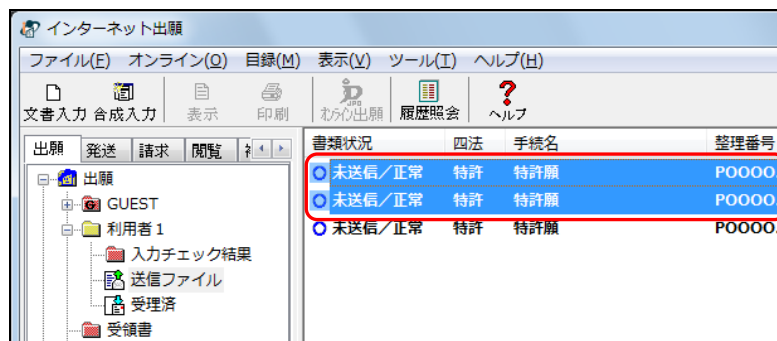 インターネット出願
ファイル(F) オンライン(O) 目録(M) 表示(V) ツール(T) ヘルプ(H)
文書入力 合成入力 表示 印刷 オンライン出願 履歴照会 ヘルプ
出願 発送 請求 閲覧
書類状況 四法 手続名 整理番号
出願
未送信/正常 特許 特許願 POOOO
GUEST
未送信/正常 特許 特許願 POOOO
利用者1
未送信/正常 特許 特許願 POOOO
入力チェック結果
送信ファイル
受理済
受領書